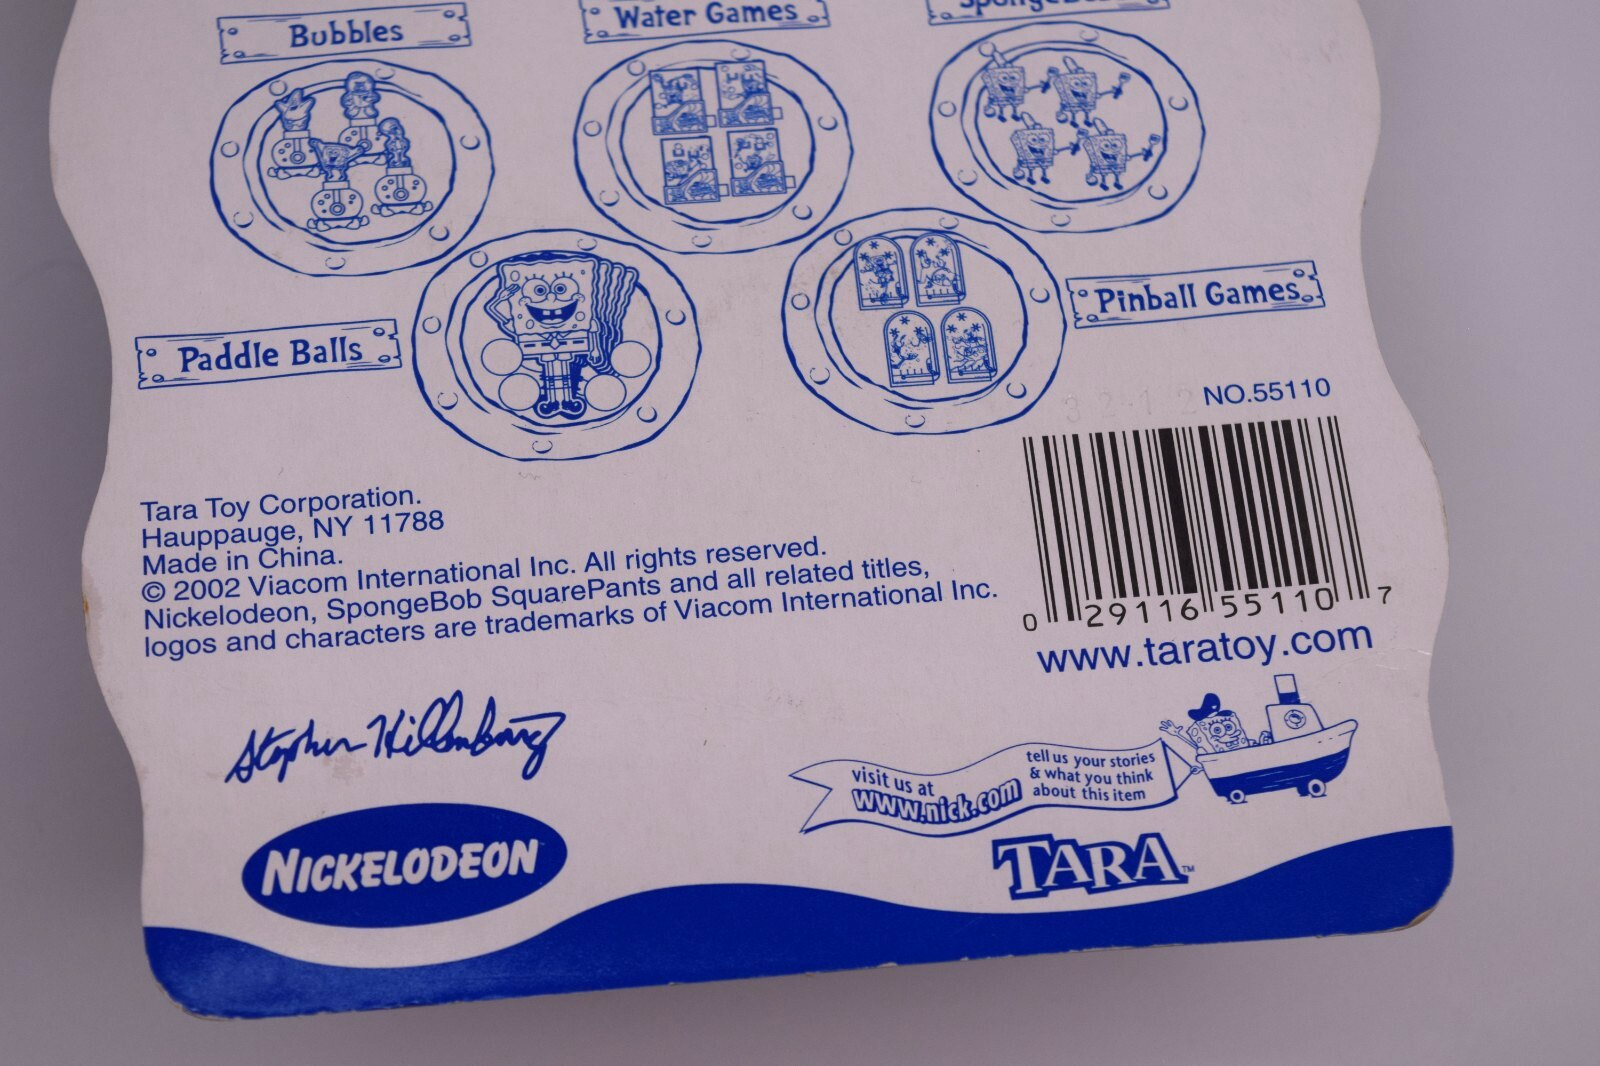 Bubbles
Water Games
Paddle Balls
Pinball Games
NO.55110
Tara Toy Corporation.
Hauppauge, NY 11788
Made in China.
© 2002 Viacom International Inc. All rights reserved.
Nickelodeon, SpongeBob SquarePants and all related titles,
logos and characters are trademarks of Viacom International Inc.
0 29116 55110 7
www.taratoy.com
Stephen Hillenburg
visit us at
www.nick.com
tell us your stories
& what you think
about this item
NICKELODEON
TARA™